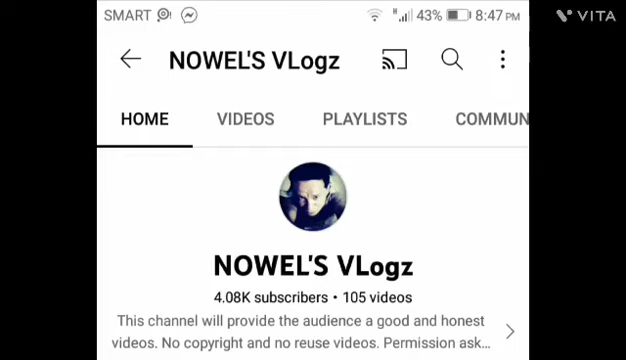 SMART 43% 8:47 PM
VITA
NOWEL'S VLogz
HOME VIDEOS PLAYLISTS COMMUN
NOWEL'S VLogz
4.08K subscribers • 105 videos
This channel will provide the audience a good and honest
videos. No copyright and no reuse videos. Permission ask...